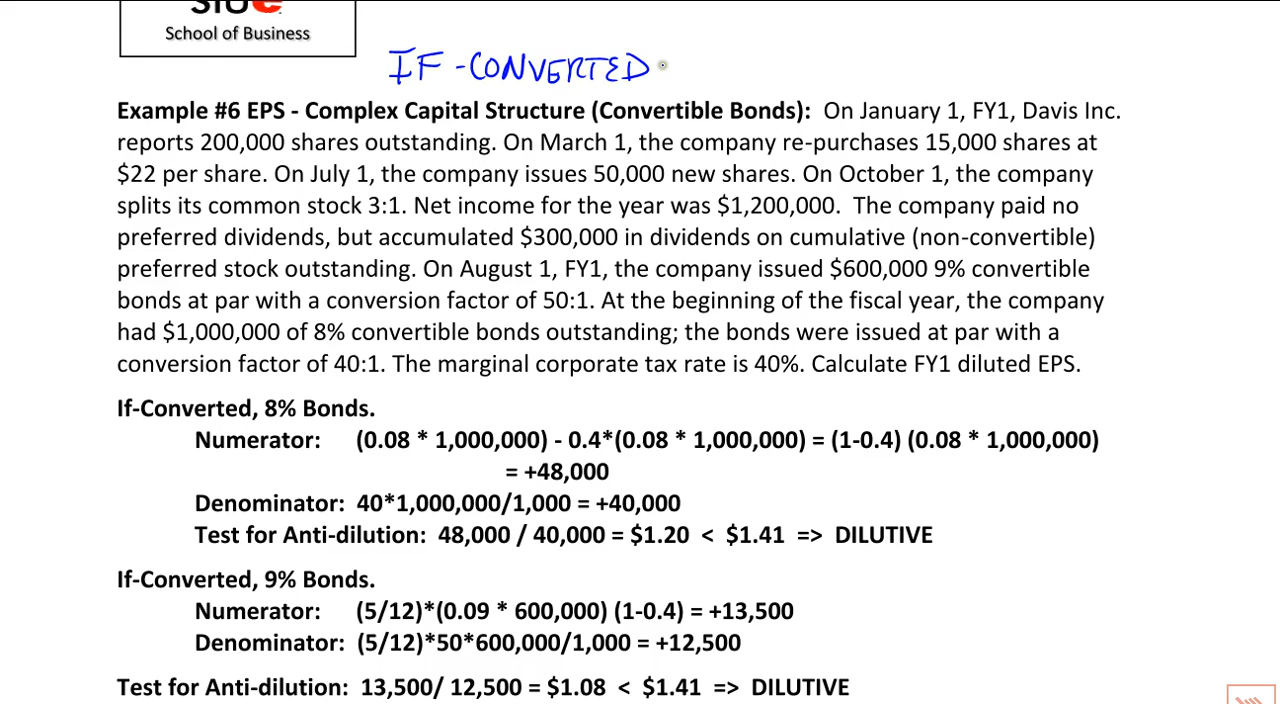 School of Business
IF-CONVERTED
Example #6 EPS - Complex Capital Structure (Convertible Bonds): On January 1, FY1, Davis Inc.
reports 200,000 shares outstanding. On March 1, the company re-purchases 15,000 shares at
$22 per share. On July 1, the company issues 50,000 new shares. On October 1, the company
splits its common stock 3:1. Net income for the year was $1,200,000. The company paid no
preferred dividends, but accumulated $300,000 in dividends on cumulative (non-convertible)
preferred stock outstanding. On August 1, FY1, the company issued $600,000 9% convertible
bonds at par with a conversion factor of 50:1. At the beginning of the fiscal year, the company
had $1,000,000 of 8% convertible bonds outstanding; the bonds were issued at par with a
conversion factor of 40:1. The marginal corporate tax rate is 40%. Calculate FY1 diluted EPS.
If-Converted, 8% Bonds.
Numerator: (0.08 * 1,000,000) - 0.4*(0.08 * 1,000,000) = (1-0.4) (0.08 * 1,000,000)
= +48,000
Denominator: 40*1,000,000/1,000 = +40,000
Test for Anti-dilution: 48,000 / 40,000 = $1.20 < $1.41 => DILUTIVE
If-Converted, 9% Bonds.
Numerator: (5/12)*(0.09 * 600,000) (1-0.4) = +13,500
Denominator: (5/12)*50*600,000/1,000 = +12,500
Test for Anti-dilution: 13,500/ 12,500 = $1.08 < $1.41 => DILUTIVE